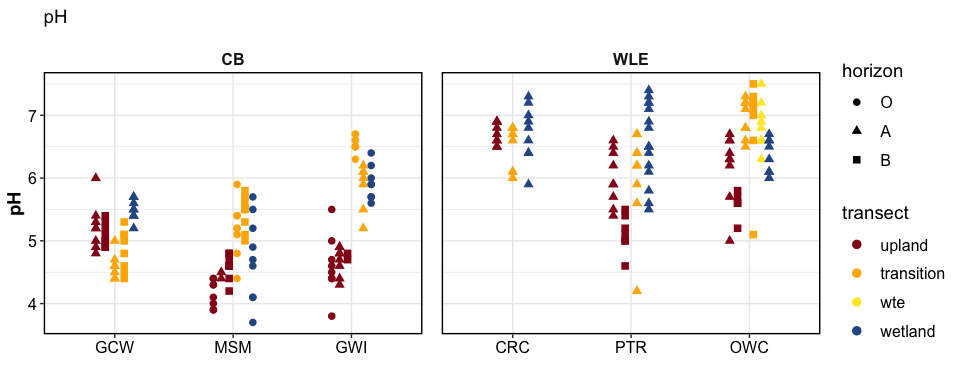 pH
CB
WLE
pH
7
6
5
4
GCW
MSM
GWI
CRC
PTR
OWC
horizon
O
A
B
transect
upland
transition
wte
wetland